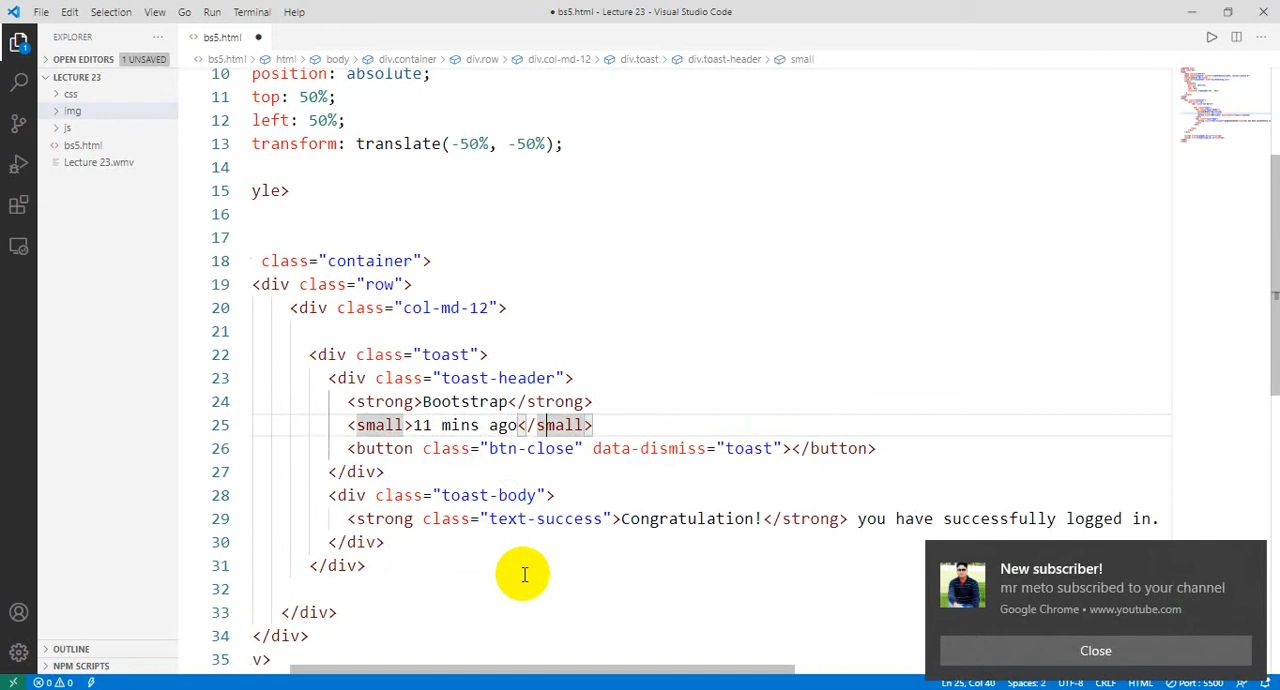 File Edit Selection View Go Run Terminal Help
● bs5.html - Lecture 23 - Visual Studio Code
EXPLORER ···
OPEN EDITORS 1 UNSAVED
LECTURE 23
css
img
js
bs5.html
Lecture 23.wmv
OUTLINE
NPM SCRIPTS
1
<> bs5.html ●
<> bs5.html > html > body > div.container > div.row > div.col-md-12 > div.toast > div.toast-header > small
10 position: absolute;
11 top: 50%;
12 left: 50%;
13 transform: translate(-50%, -50%);
14
15 yle>
16
17
18 class="container">
19 <div class="row">
20 <div class="col-md-12">
21
22 <div class="toast">
23 <div class="toast-header">
24 <strong>Bootstrap</strong>
25 <small>11 mins ago</small>
26 <button class="btn-close" data-dismiss="toast"></button>
27 </div>
28 <div class="toast-body">
29 <strong class="text-success">Congratulation!</strong> you have successfully logged in.
30 </div>
31 </div>
32
33 </div>
34 </div>
35 v>
New subscriber!
mr meto subscribed to your channel
Google Chrome • www.youtube.com
Close
0 0
Ln 25, Col 40 Spaces: 2 UTF-8 CRLF HTML Port : 5500